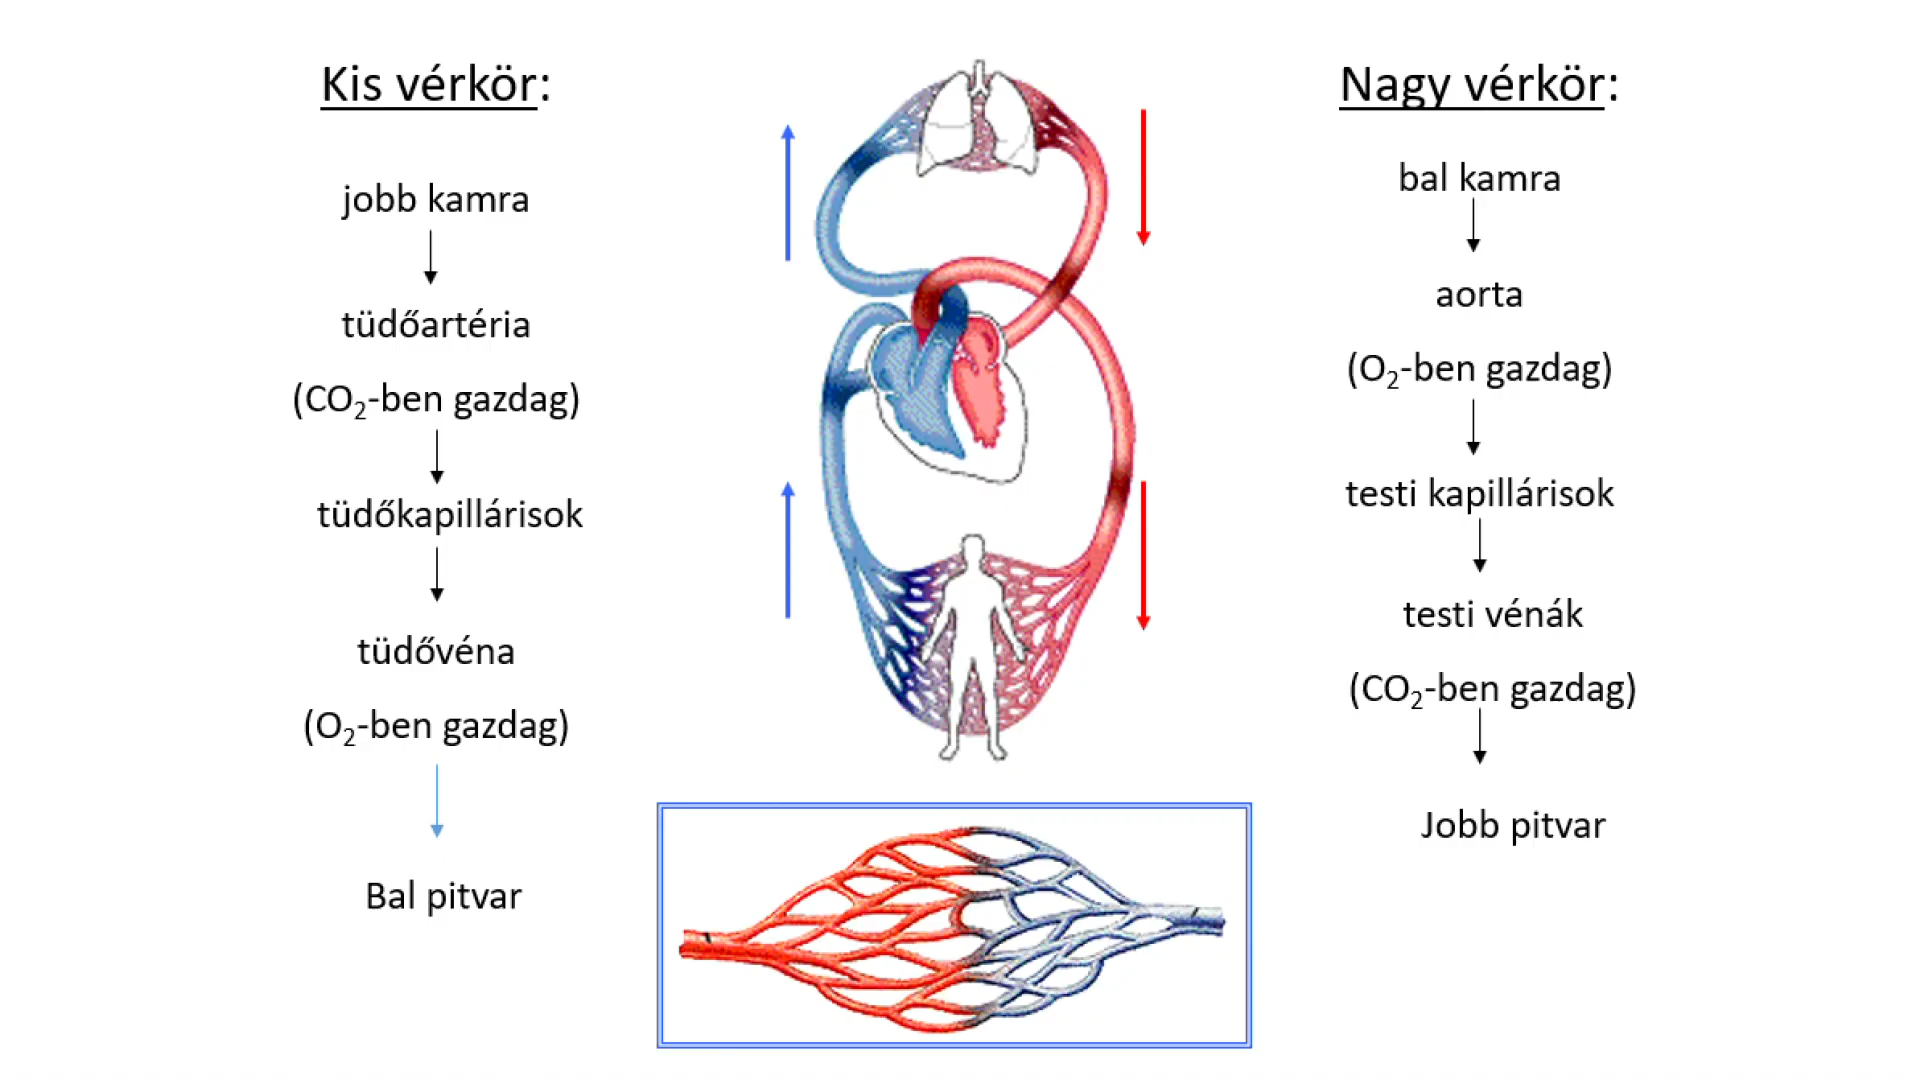 Kis vérkör:
jobb kamra
tüdőartéria
(CO₂-ben gazdag)
tüdőkapillárisok
tüdővéna
(O₂-ben gazdag)
Bal pitvar
Nagy vérkör:
bal kamra
aorta
(O₂-ben gazdag)
testi kapillárisok
testi vénák
(CO₂-ben gazdag)
Jobb pitvar